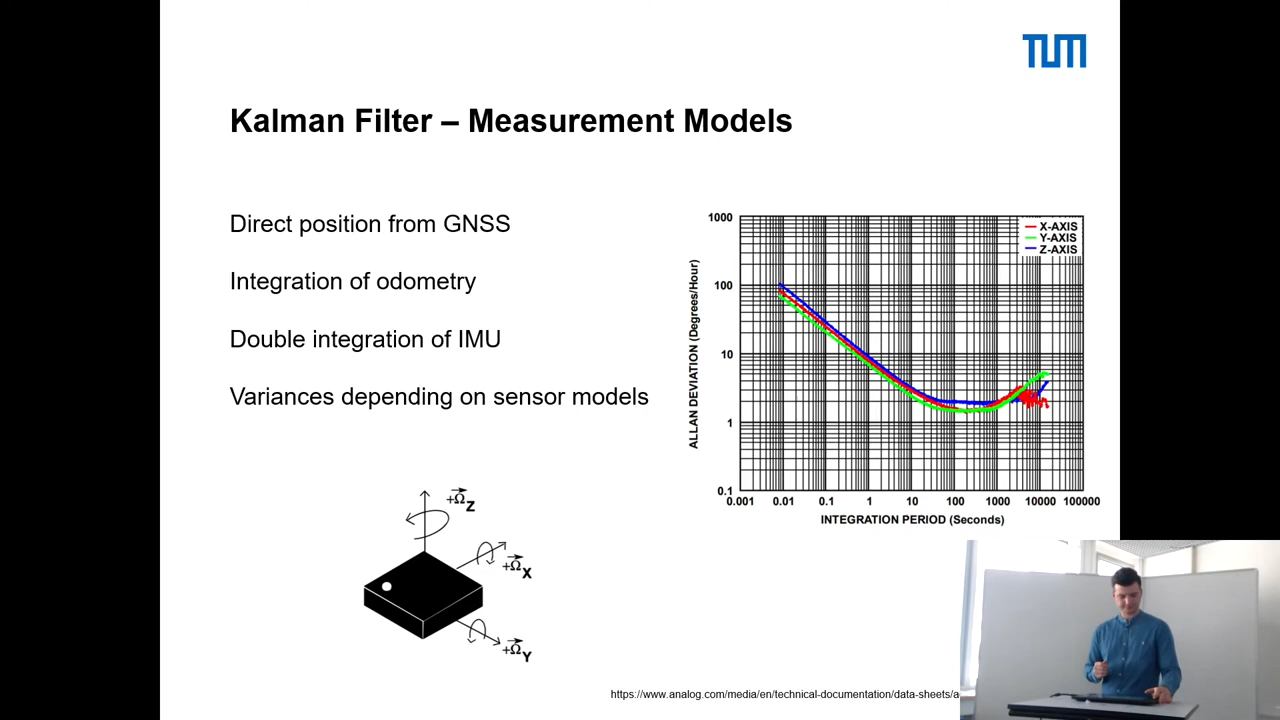 TUM
Kalman Filter – Measurement Models
Direct position from GNSS
Integration of odometry
Double integration of IMU
Variances depending on sensor models
1000
100
10
1
0.1
ALLAN DEVIATION (Degrees/Hour)
X-AXIS
Y-AXIS
Z-AXIS
0.001 0.01 0.1 1 10 100 1000 10000 100000
INTEGRATION PERIOD (Seconds)
+Ω⃗Z
+Ω⃗X
+Ω⃗Y
https://www.analog.com/media/en/technical-documentation/data-sheets/a